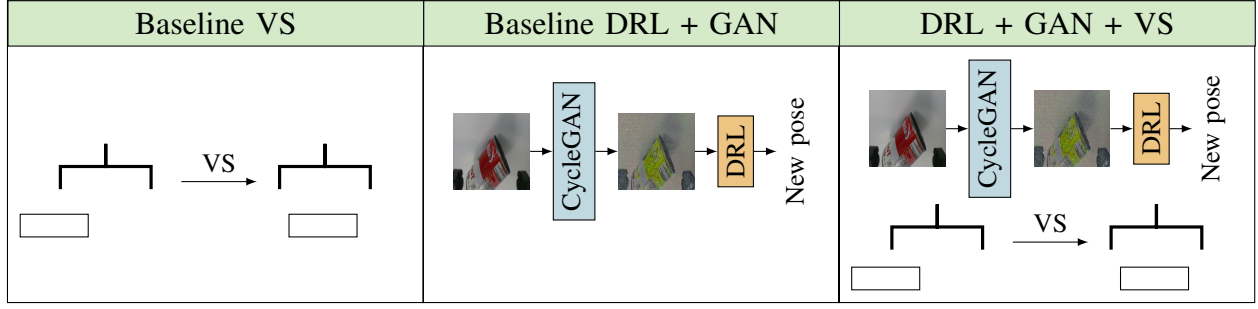 Baseline VS
Baseline DRL + GAN
DRL + GAN + VS
VS
CycleGAN
DRL
New pose
CycleGAN
DRL
New pose
VS